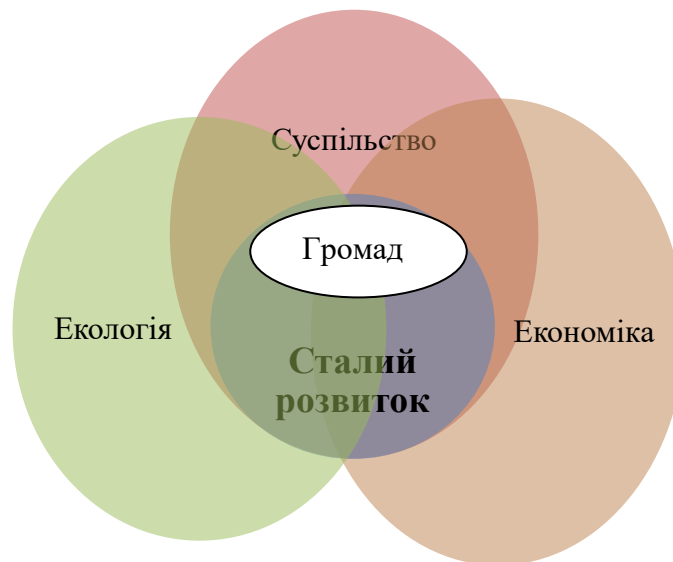 Суспільство
Громад
Екологія
Економіка
Сталий
розвиток